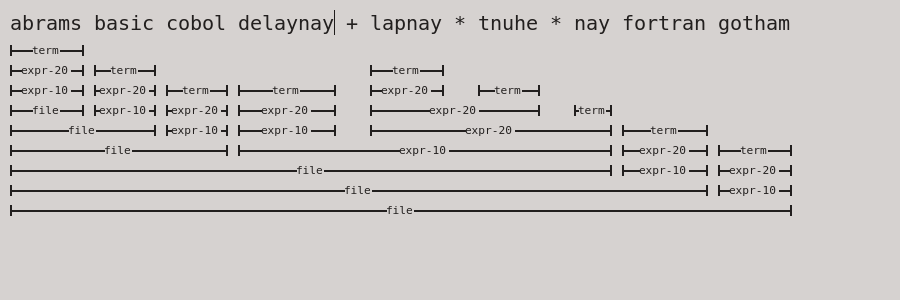 abrams basic cobol delaynay + lapnay * tnuhe * nay fortran gotham
term
expr-20 term term
expr-10 expr-20 term term expr-20 term
file expr-10 expr-20 expr-20 expr-20 term
file expr-10 expr-10 expr-20 term
file expr-10 expr-20 term
file expr-10 expr-20
file expr-10
file